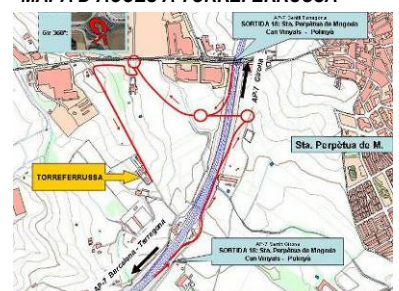 MAPA D'ACCÉS A TORREFERRUSSA
Gir 360º:
AP-7 Sentit Tarragona
SORTIDA 18: Sta. Perpètua de Mogoda
Can Vinyals - Polinyà
AP-7 Girona
Sta. Perpètua de M.
TORREFERRUSSA
AP-7 Sentit Girona
SORTIDA 18: Sta. Perpètua de Mogoda
Can Vinyals - Polinyà
AP-7 Barcelona - Tarragona